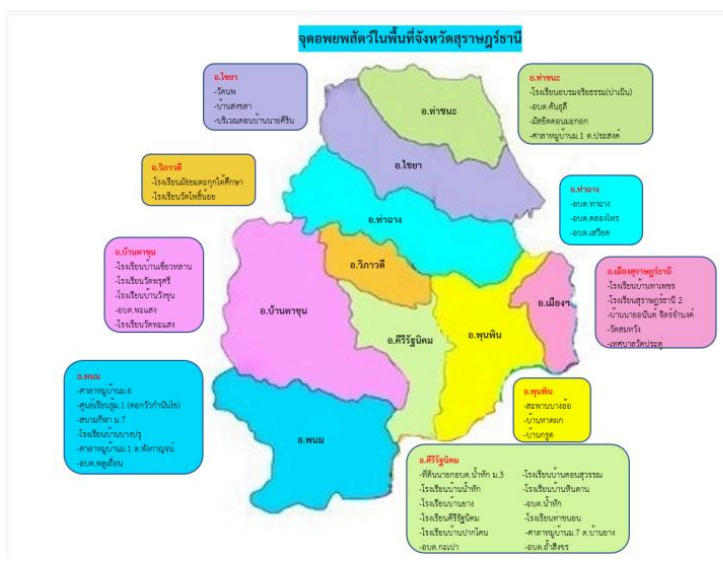 จุดอพยพสัตว์ในพื้นที่จังหวัดสุราษฎร์ธานี
อ.ไชยา
-วัดนพ
-บ้านสงขลา
-บริเวณดอนบ้านนายคีริน
อ.ท่าชนะ
-โรงเรียนอบรมจริยธรรม(ปาเป้น)
-อบต.คันธุลี
-มัสยิดดอนมะกอก
-ศาลาหมู่บ้านม.1 ต.ประสงค์
อ.วิภาวดี
-โรงเรียนมัธยมตะกุกใต้ศึกษา
-โรงเรียนวัดโพธิ์น้อย
อ.ท่าฉาง
-อบต.ทาฉาง
-อบต.คลองไทร
-อบต.เสวียด
อ.บ้านตาขุน
-โรงเรียนบ้านเชี่ยวหลาน
-โรงเรียนวัดพรุศรี
-โรงเรียนบ้านวังขุน
-อบต.พะแสง
-โรงเรียนวัดพะแสง
อ.เมืองสุราษฎร์ธานี
-โรงเรียนบ้านทาเพชร
-โรงเรียนสุราษฎร์ธานี 2
-บ้านนายอนันต์ จิตร์จำนงค์
-วัดสมหวัง
-เทศบาลวัดประดู
อ.พนม
-ศาลาหมู่บ้านม.6
-ศูนย์เรียนรู้ม.1 (คอกวัวกำนันไข)
-สนามกีฬา ม.7
-โรงเรียนบ้านบางปรุ
-ศาลาหมู่บ้านม.1 ต.พังกาญจน์
-อบต.พลูเถื่อน
อ.พุนพิน
-สะพานบางอ้อ
-บ้านหาดผก
-บ้านกรูด
อ.คีรีรัฐนิคม
-ที่ดินนายกอบต.น้ำหัก ม.3
-โรงเรียนบ้านน้ำหัก
-โรงเรียนบ้านยาง
-โรงเรียนคีรีรัฐนิคม
-โรงเรียนบ้านปากโตน
-อบต.กะเปา
-โรงเรียนบ้านดอนสุวรรณ
-โรงเรียนบ้านหินดาน
-อบต.น้ำหัก
-โรงเรียนทาขนอน
-ศาลาหมู่บ้านม.7 ต.บ้านยาง
-อบต.ถ้ำสิงขร
อ.ท่าชนะ
อ.ไชยา
อ.ท่าฉาง
อ.วิภาวดี
อ.บ้านตาขุน
อ.คีรีรัฐนิคม
อ.พุนพิน
อ.เมืองฯ
อ.พนม